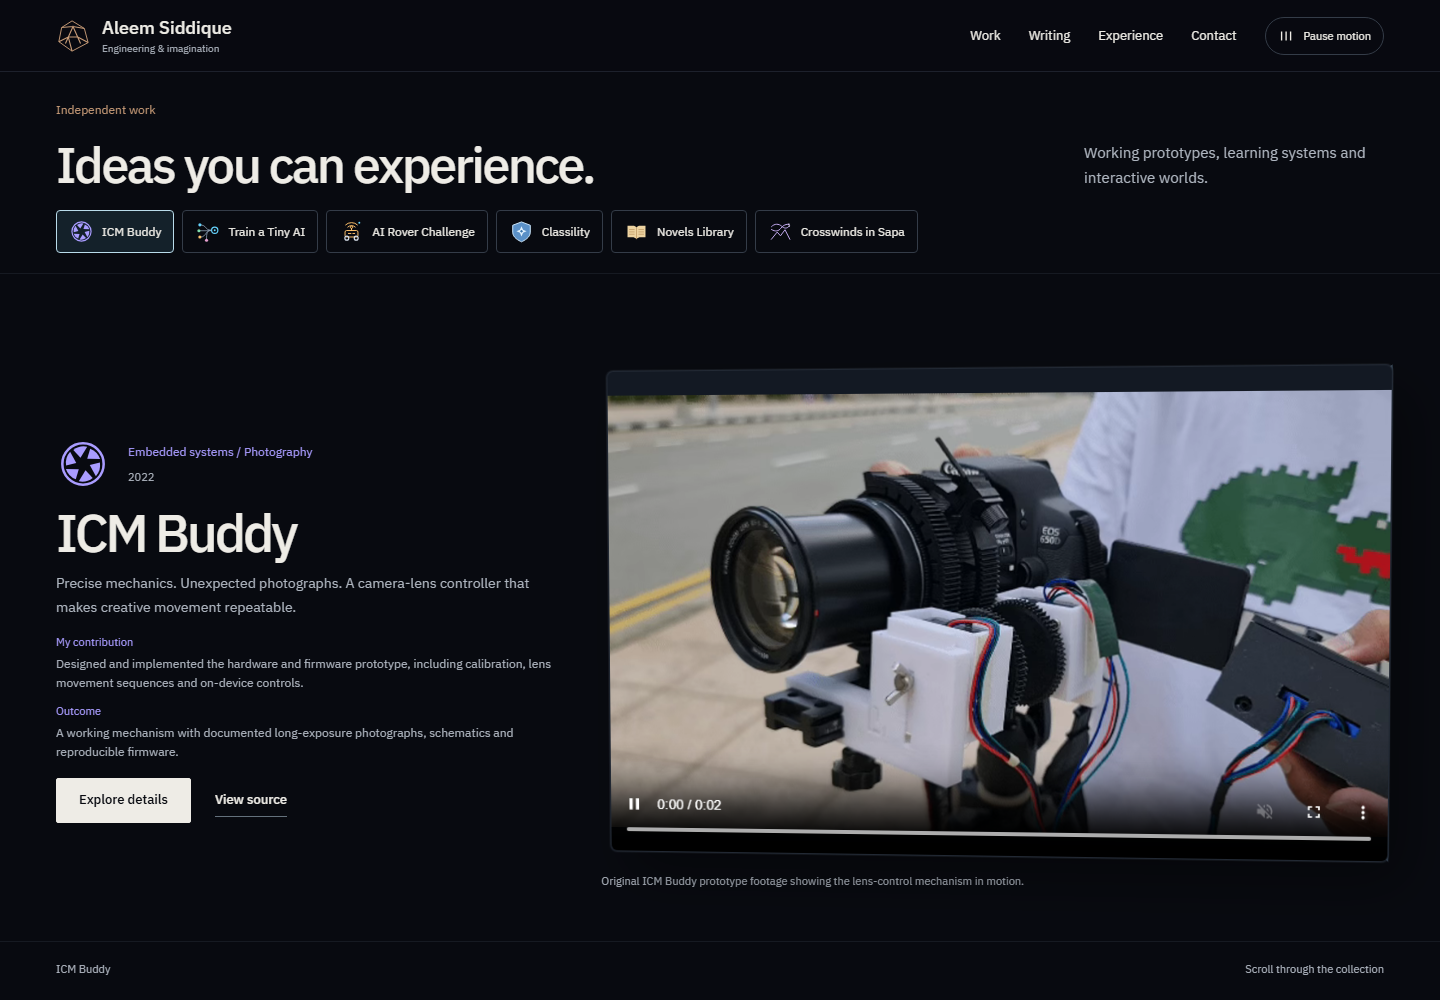 Aleem Siddique
Engineering & imagination
Work
Writing
Experience
Contact
Pause motion
Independent work
Ideas you can experience.
Working prototypes, learning systems and
interactive worlds.
ICM Buddy
Train a Tiny AI
AI Rover Challenge
Classility
Novels Library
Crosswinds in Sapa
Embedded systems / Photography
2022
ICM Buddy
Precise mechanics. Unexpected photographs. A camera-lens controller that
makes creative movement repeatable.
My contribution
Designed and implemented the hardware and firmware prototype, including calibration, lens
movement sequences and on-device controls.
Outcome
A working mechanism with documented long-exposure photographs, schematics and
reproducible firmware.
Explore details
View source
Canon
EOS
650D
0:00 / 0:02
Original ICM Buddy prototype footage showing the lens-control mechanism in motion.
ICM Buddy
Scroll through the collection